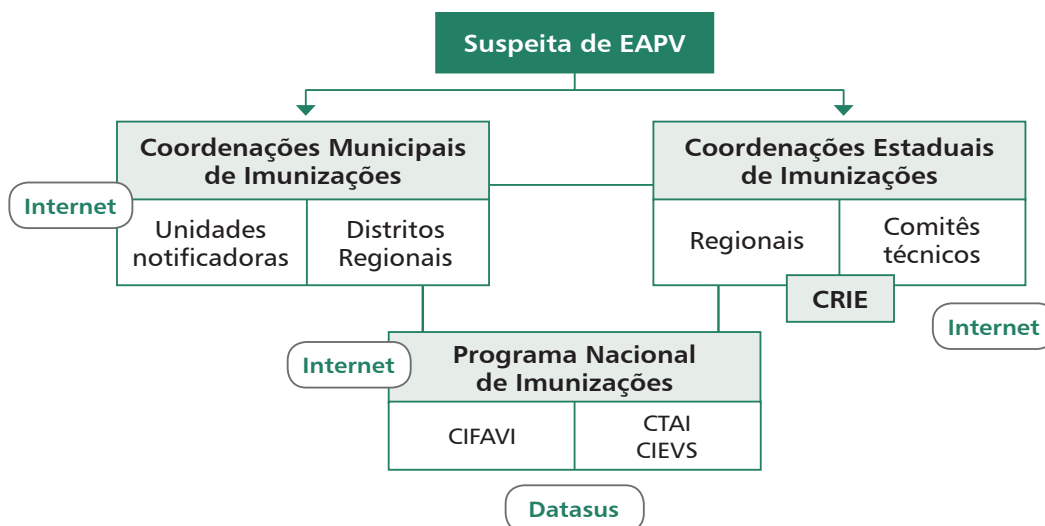 Suspeita de EAPV
Coordenações Municipais
de Imunizações
Internet
Unidades
notificadoras
Distritos
Regionais
Coordenações Estaduais
de Imunizações
Regionais
Comitês
técnicos
CRIE
Internet
Internet
Programa Nacional
de Imunizações
CIFAVI
CTAI
CIEVS
Datasus